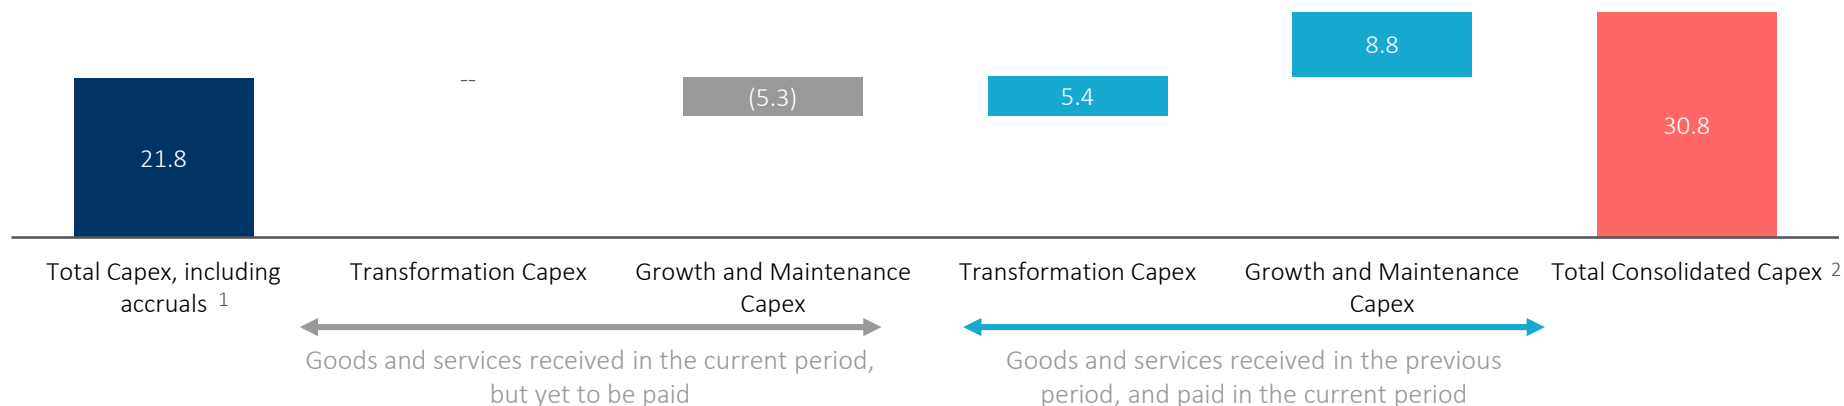 21.8
--
(5.3)
5.4
8.8
30.8
Total Capex, including
accruals 1
Transformation Capex
Growth and Maintenance
Capex
Transformation Capex
Growth and Maintenance
Capex
Total Consolidated Capex 2
Goods and services received in the current period,
but yet to be paid
Goods and services received in the previous
period, and paid in the current period